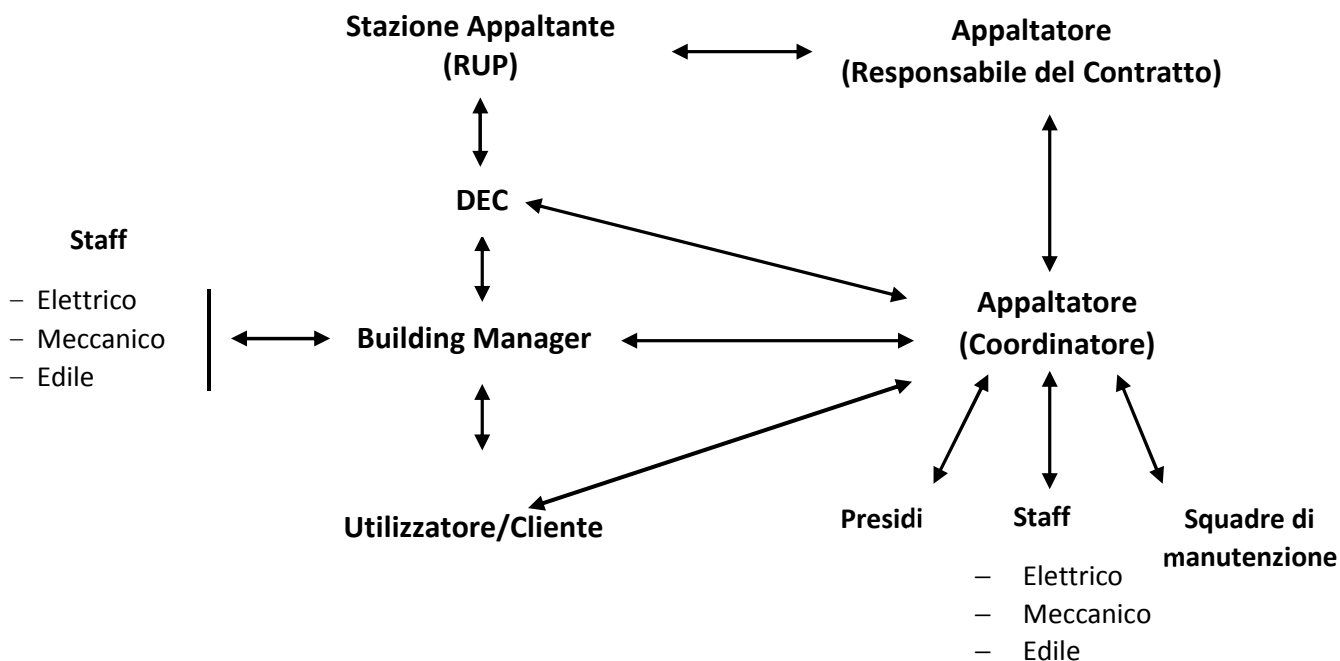 Stazione Appaltante
(RUP)
Appaltatore
(Responsabile del Contratto)
DEC
Staff
– Elettrico
– Meccanico
– Edile
Building Manager
Appaltatore
(Coordinatore)
Utilizzatore/Cliente
Presidi
Staff
– Elettrico
– Meccanico
– Edile
Squadre di
manutenzione